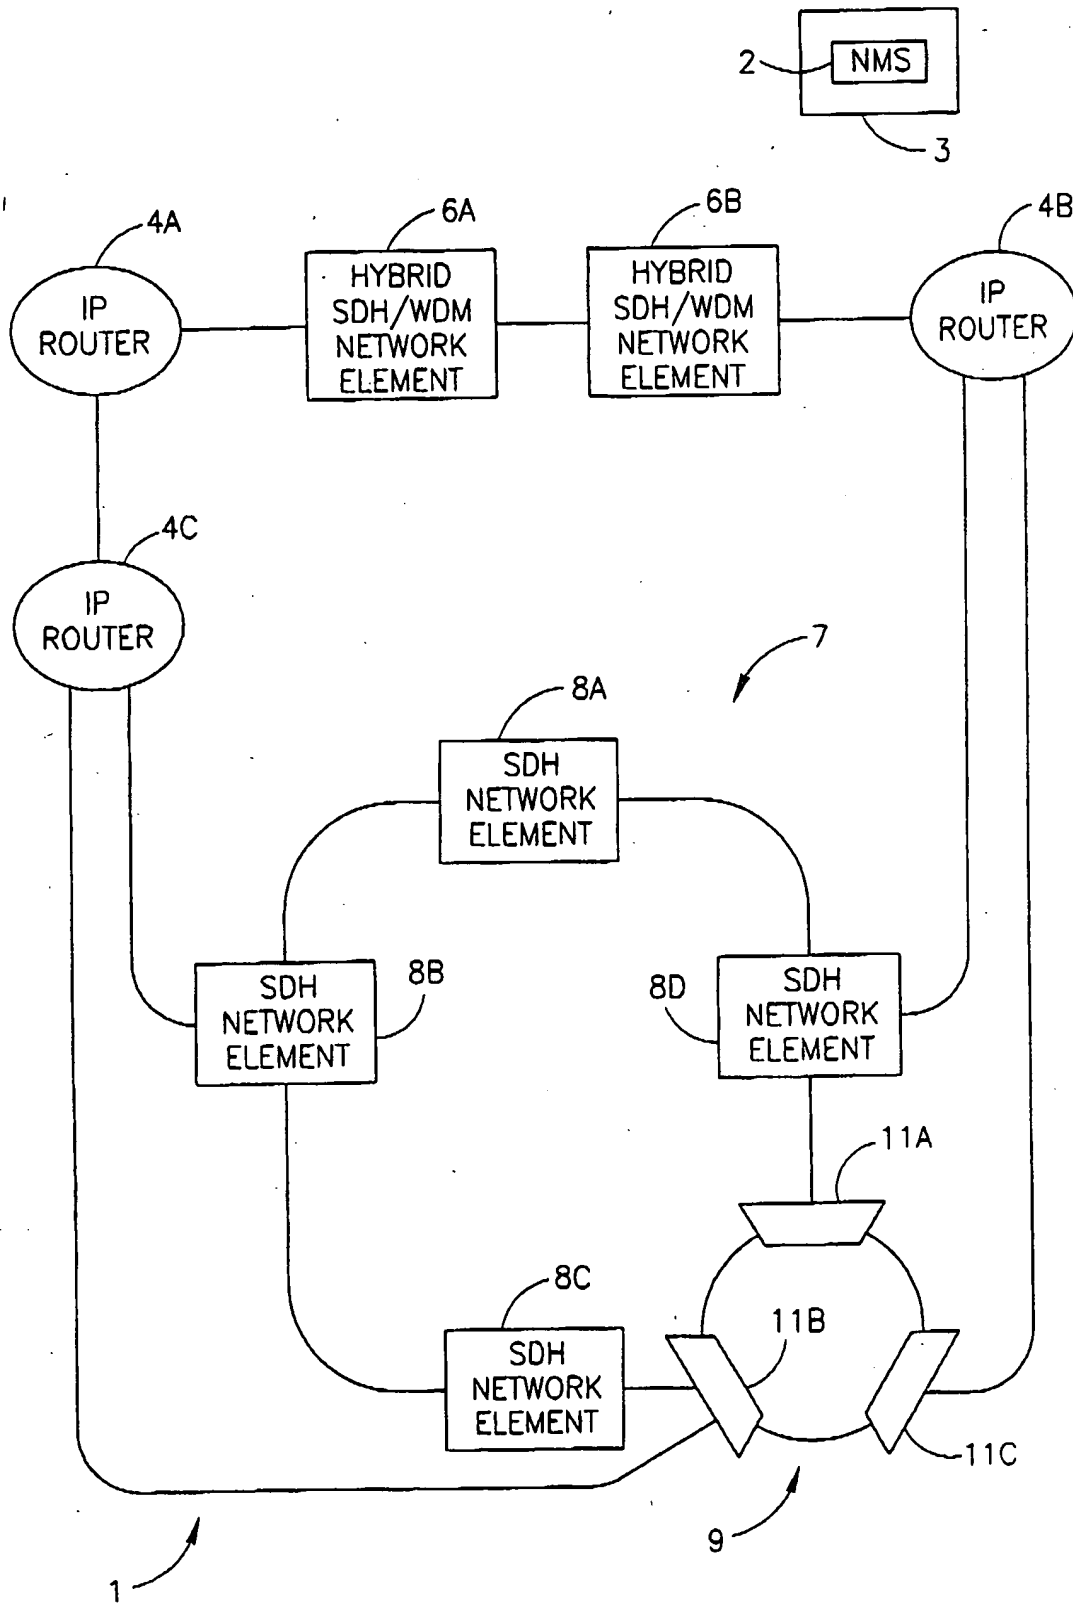 2
NMS
3
4A
6A
6B
4B
IP
ROUTER
HYBRID
SDH/WDM
NETWORK
ELEMENT
HYBRID
SDH/WDM
NETWORK
ELEMENT
IP
ROUTER
4C
IP
ROUTER
7
8A
SDH
NETWORK
ELEMENT
8B
SDH
NETWORK
ELEMENT
8D
SDH
NETWORK
ELEMENT
11A
8C
SDH
NETWORK
ELEMENT
11B
11C
9
1